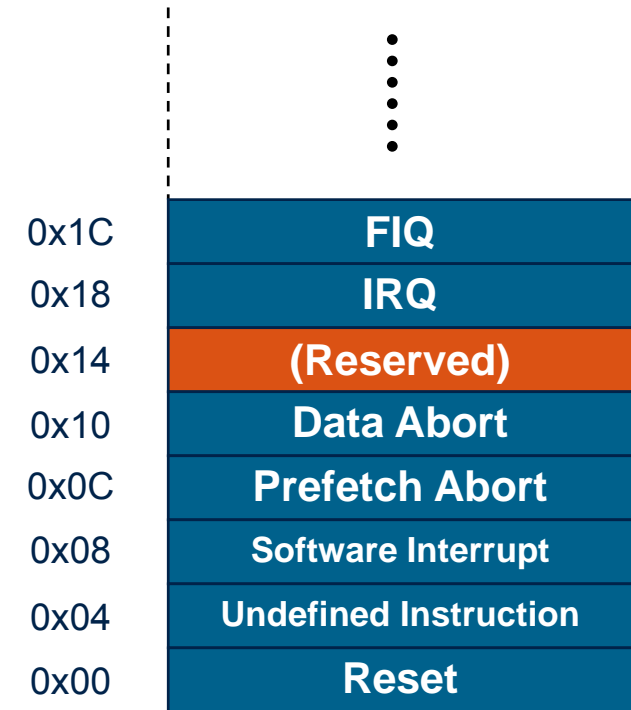 0x1C FIQ
0x18 IRQ
0x14 (Reserved)
0x10 Data Abort
0x0C Prefetch Abort
0x08 Software Interrupt
0x04 Undefined Instruction
0x00 Reset